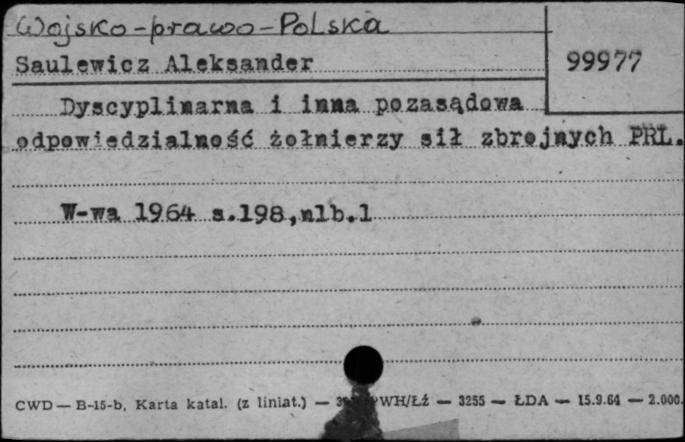 Wojsko-prawo-Polska
Saulewicz Aleksander
99977
Dyscyplinarna i inna pozasądowa
odpowiedzialność żołnierzy sił zbrojnych PRL.
W-wa 1964 s.198,nlb.1
CWD — B-15-b, Karta katal. (z liniat.) — WH/Łź — 3255 — ŁDA — 15.9.64 — 2.000.